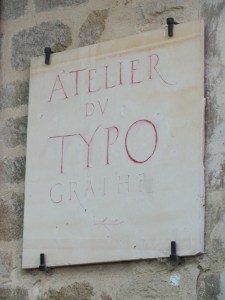 ATELIER
DV
TYPO
GRAPHE